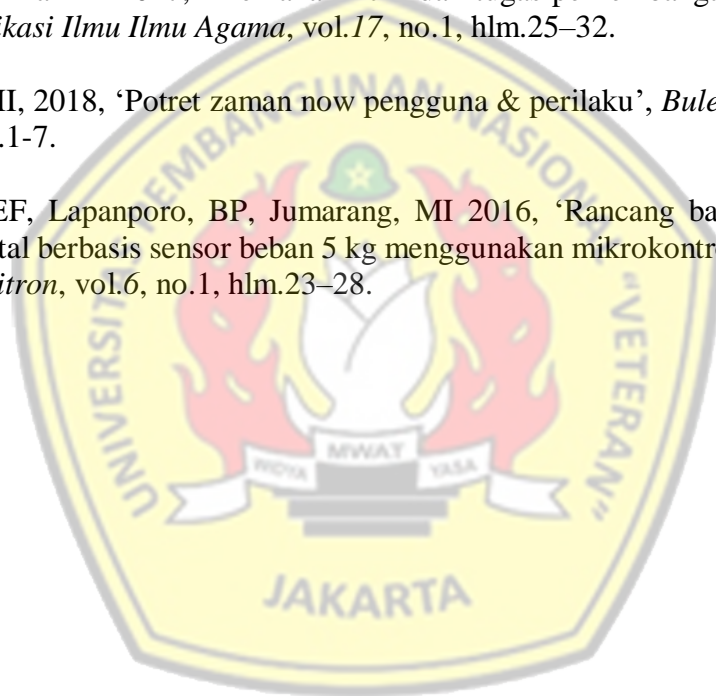 ikasi Ilmu Ilmu Agama, vol.17, no.1, hlm.25–32.
II, 2018, ‘Potret zaman now pengguna & perilaku’, Bule
.1-7.
EF, Lapanporo, BP, Jumarang, MI 2016, ‘Rancang ba
tal berbasis sensor beban 5 kg menggunakan mikrokontro
itron, vol.6, no.1, hlm.23–28.
UNIVERSITAS PEMBANGUNAN NASIONAL "VETERAN"
WIDYA MWAT YASA
JAKARTA